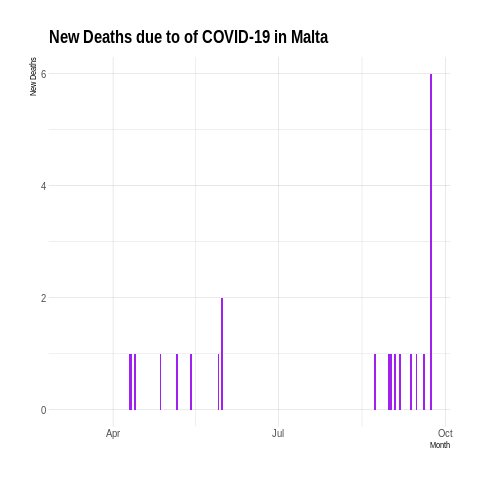 New Deaths due to of COVID-19 in Malta
New Deaths
6
4
2
0
Apr
Jul
Oct
Month